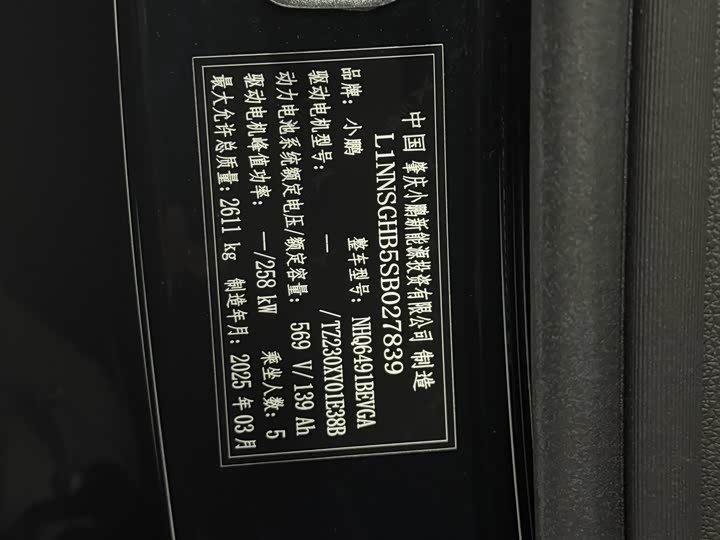 中国 肇庆小鹏新能源投资有限公司 制造
L1NNSGHB5SB027839
品牌： 小鹏 整车型号： NHQ6491BEVGA
驱动电机型号： —/TZ230XY01E38B
动力电池系统额定电压/额定容量： 569 V/139 Ah
驱动电机峰值功率： —/258 kW 乘坐人数： 5
最大允许总质量： 2611 kg 制造年月： 2025 年 03 月